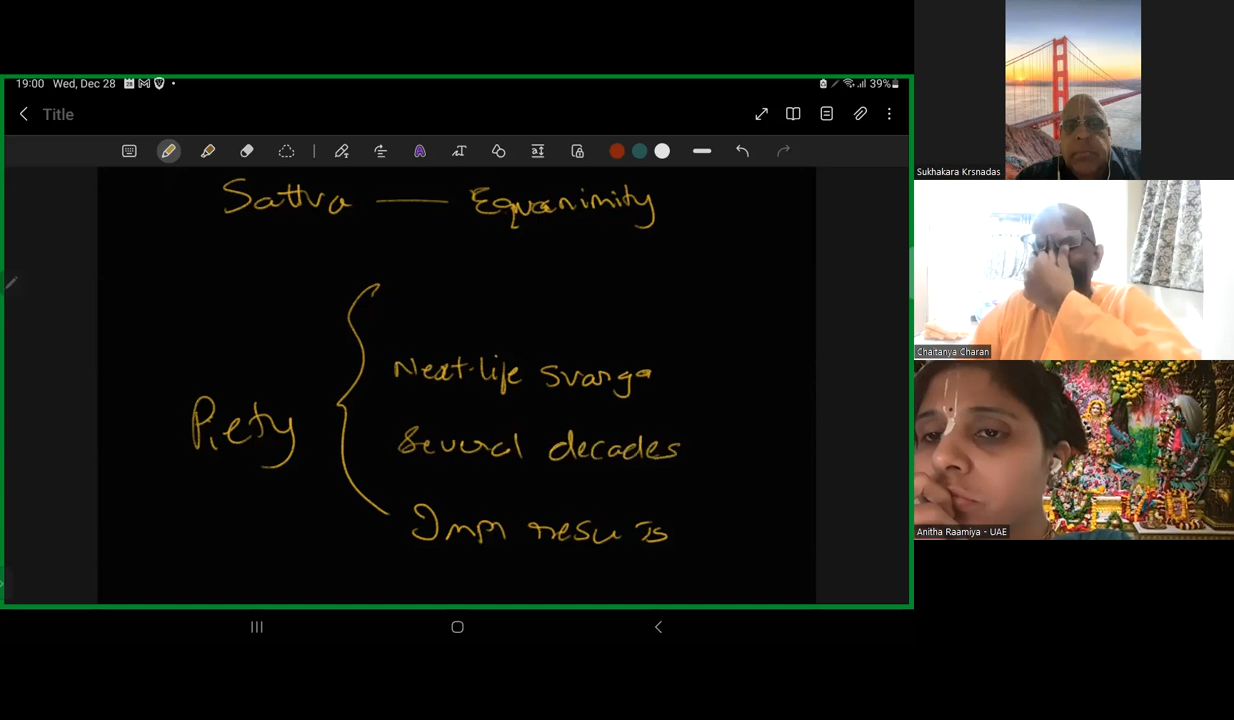 19:00 Wed, Dec 28 39%
Title
Sattva — Equanimity
Piety
Next-life Svarga
Several decades
Impl results
Sukhakara Krsnadas
Chaitanya Charan
Anitha Raamiya - UAE